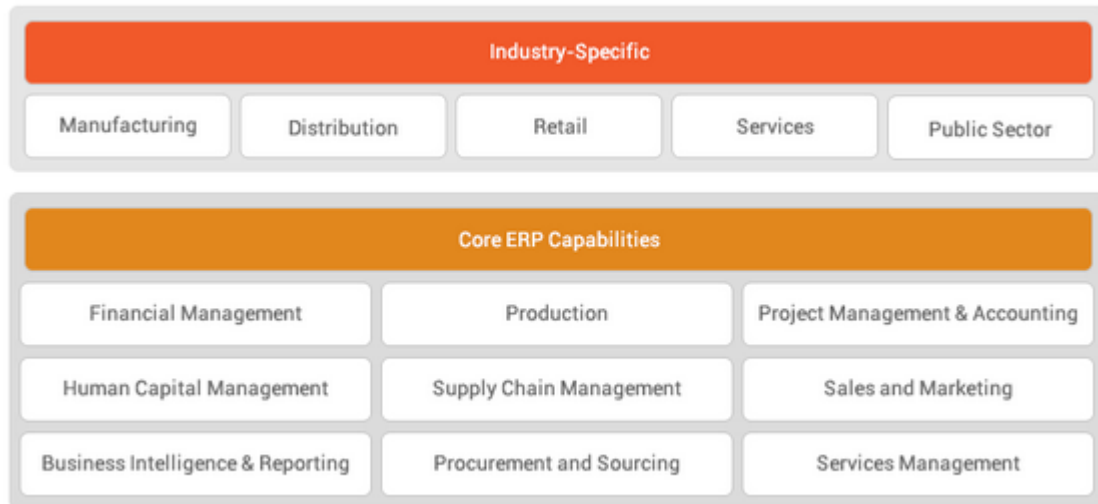 Industry-Specific
Manufacturing
Distribution
Retail
Services
Public Sector
Core ERP Capabilities
Financial Management
Production
Project Management & Accounting
Human Capital Management
Supply Chain Management
Sales and Marketing
Business Intelligence & Reporting
Procurement and Sourcing
Services Management